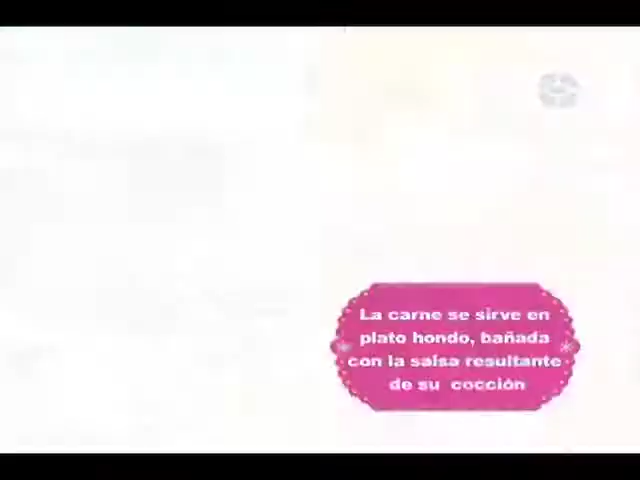 La carne se sirve en
plato hondo, bañada
con la salsa resultante
de su cocción